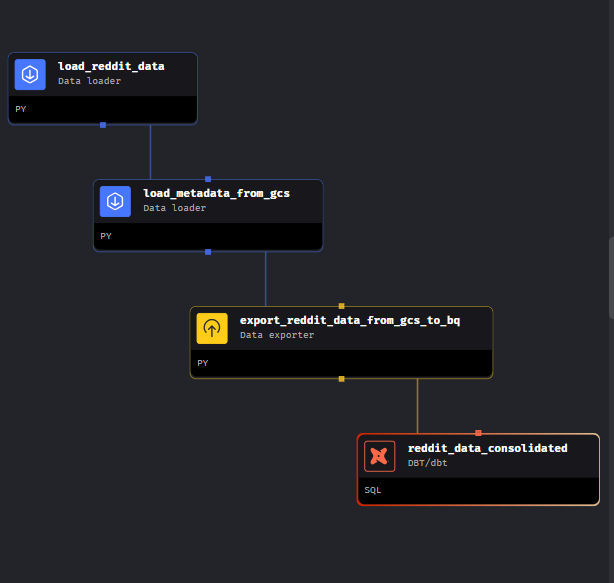 load_reddit_data
Data loader
PY
load_metadata_from_gcs
Data loader
PY
export_reddit_data_from_gcs_to_bq
Data exporter
PY
reddit_data_consolidated
DBT/dbt
SQL